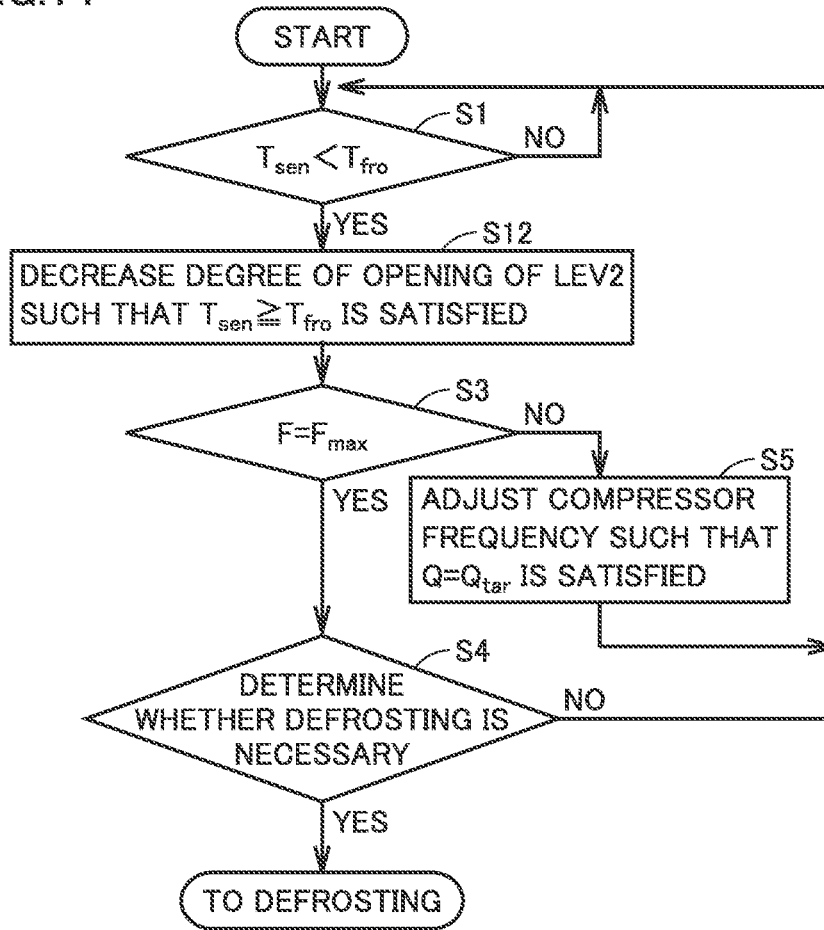 START
S1
T_sen<T_fro
NO
YES
S12
DECREASE DEGREE OF OPENING OF LEV2
SUCH THAT T_sen≧T_fro IS SATISFIED
S3
F=F_max
NO
YES
S5
ADJUST COMPRESSOR
FREQUENCY SUCH THAT
Q=Q_tar IS SATISFIED
S4
DETERMINE
WHETHER DEFROSTING IS
NECESSARY
NO
YES
TO DEFROSTING